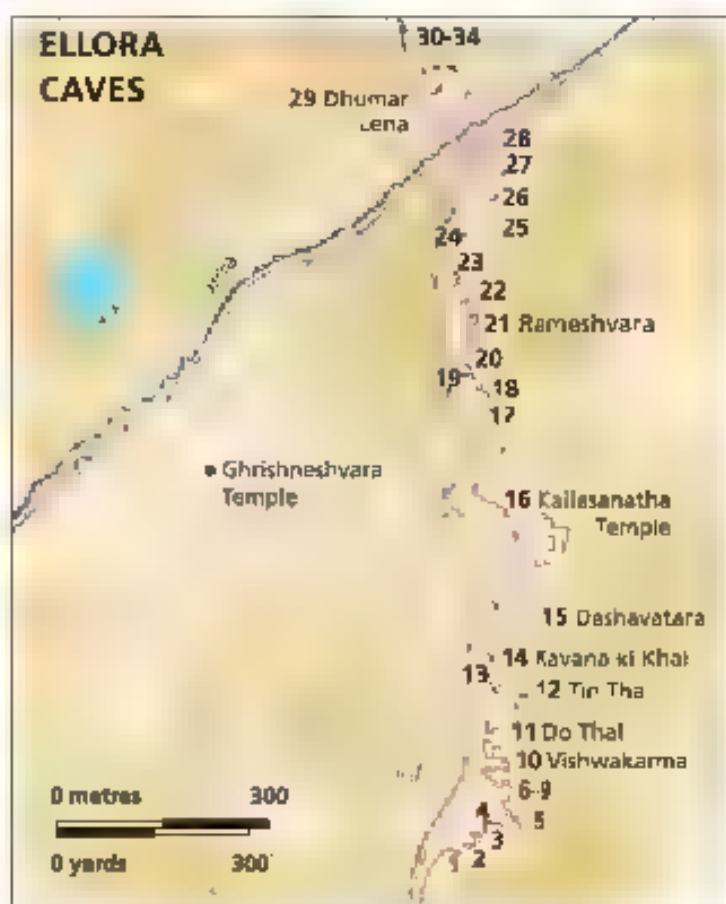 ELLORA
CAVES
30-34
29 Dhumar
Lena
28
27
26
25
24
23
22
21 Rameshvara
20
19
18
17
Ghrishneshvara
Temple
16 Kailasanatha
Temple
15 Dashavatara
14 Ravana ki Khai
13
12 Tin Thal
11 Do Thal
10 Vishwakarma
6-9
5
4
3
2
0 metres 300
0 yards 300